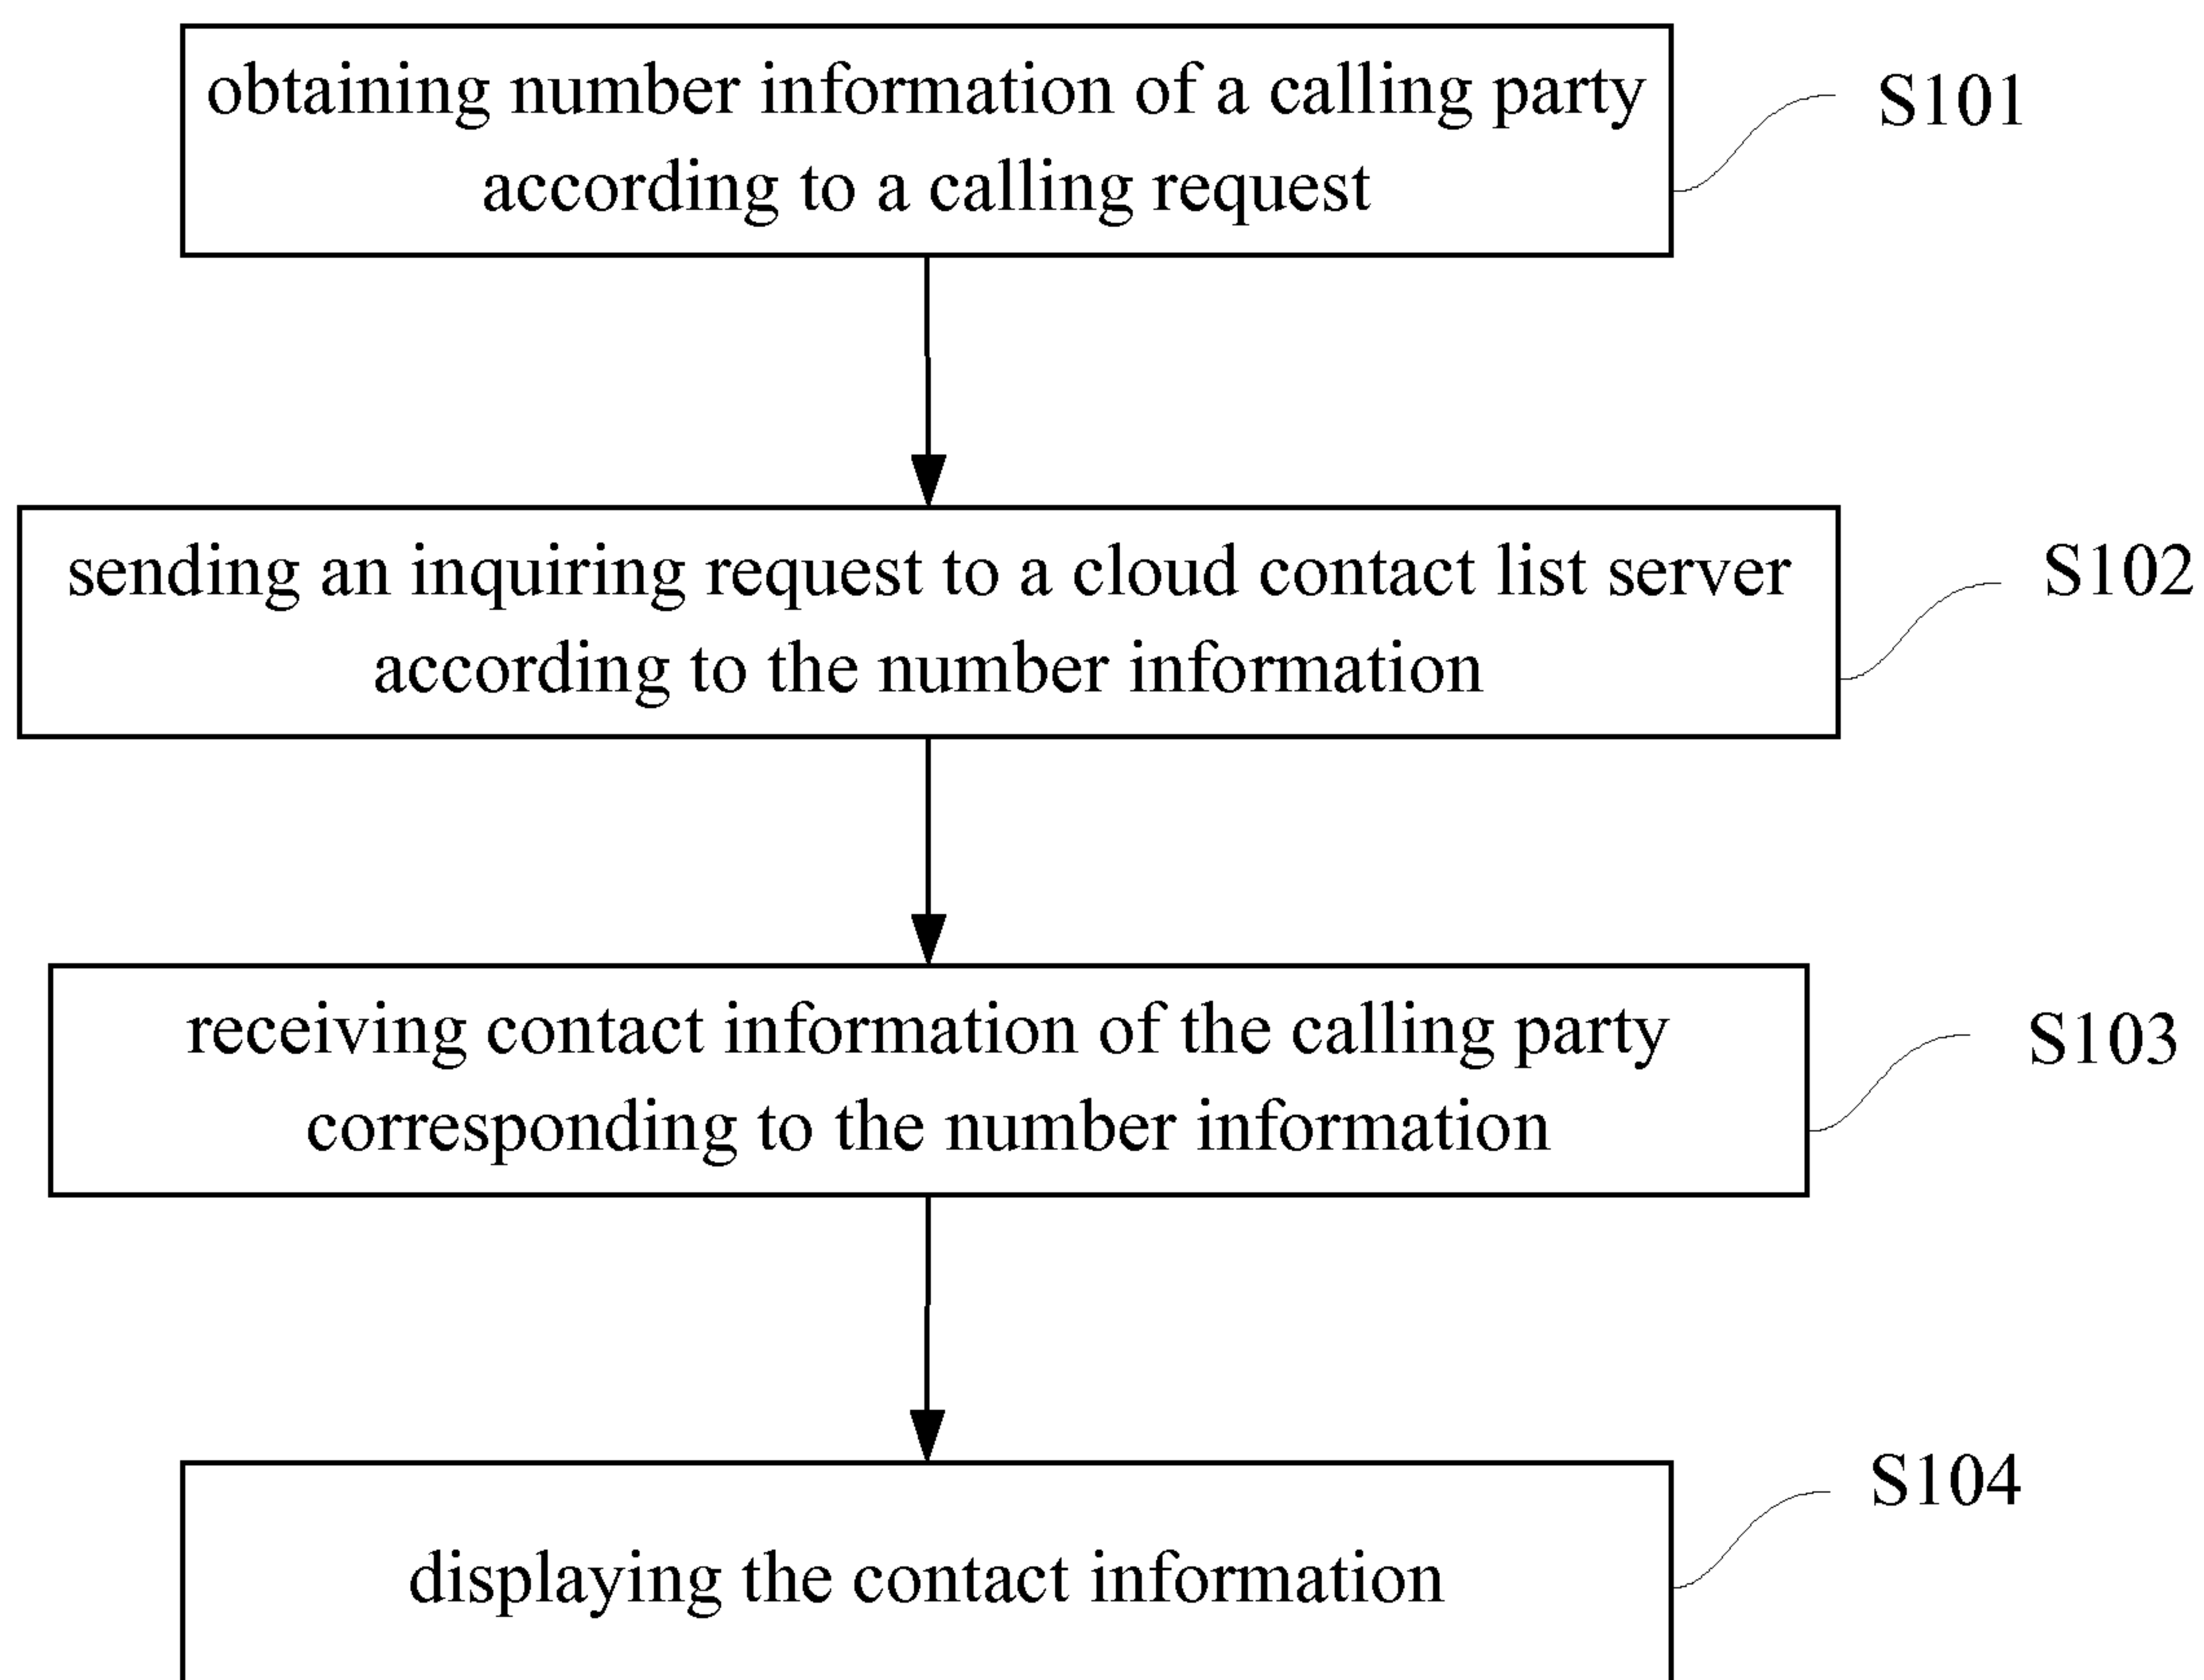 obtaining number information of a calling party
according to a calling request
S101
sending an inquiring request to a cloud contact list server
according to the number information
S102
receiving contact information of the calling party
corresponding to the number information
S103
displaying the contact information
S104